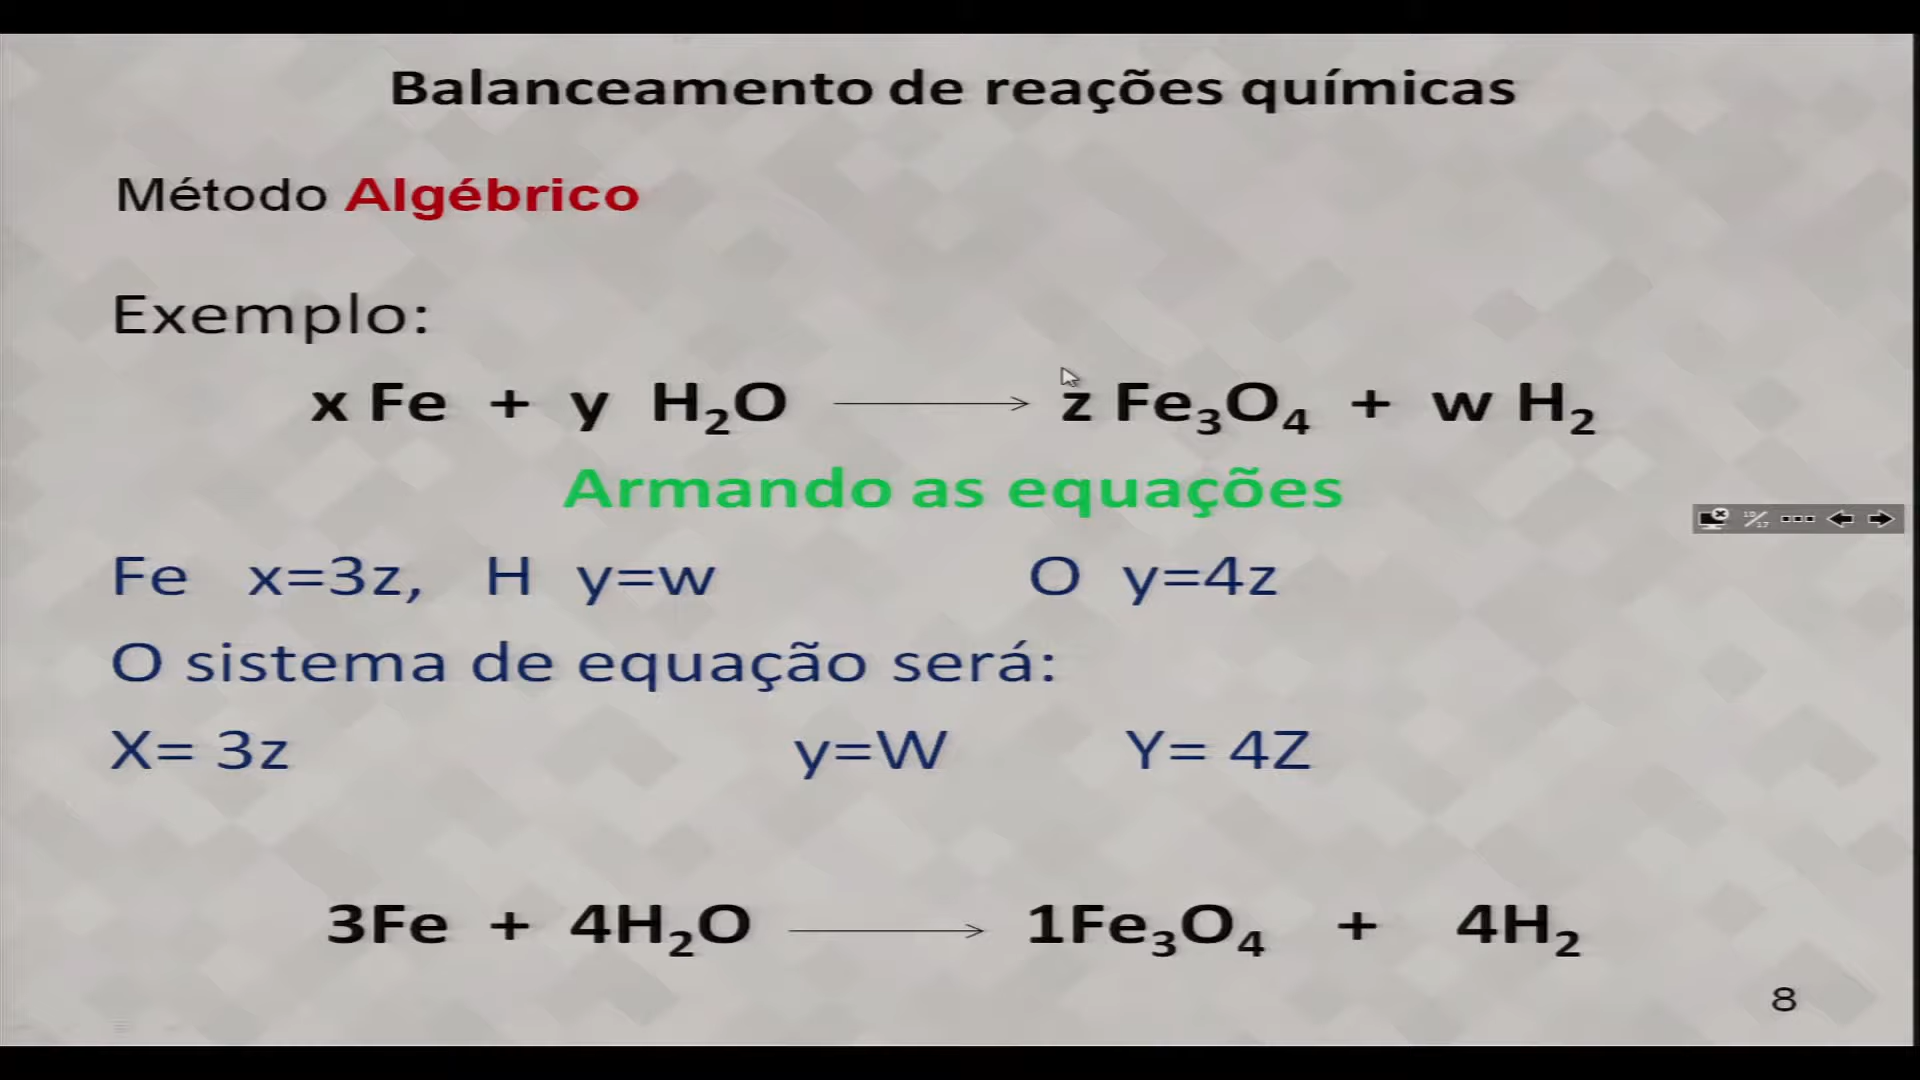 Balanceamento de reações químicas
Método Algébrico
Exemplo:
x Fe + y H₂O ⟶ z Fe₃O₄ + w H₂
Armando as equações
Fe x=3z, H y=w O y=4z
O sistema de equação será:
X= 3z y=W Y= 4Z
3Fe + 4H₂O ⟶ 1Fe₃O₄ + 4H₂
8